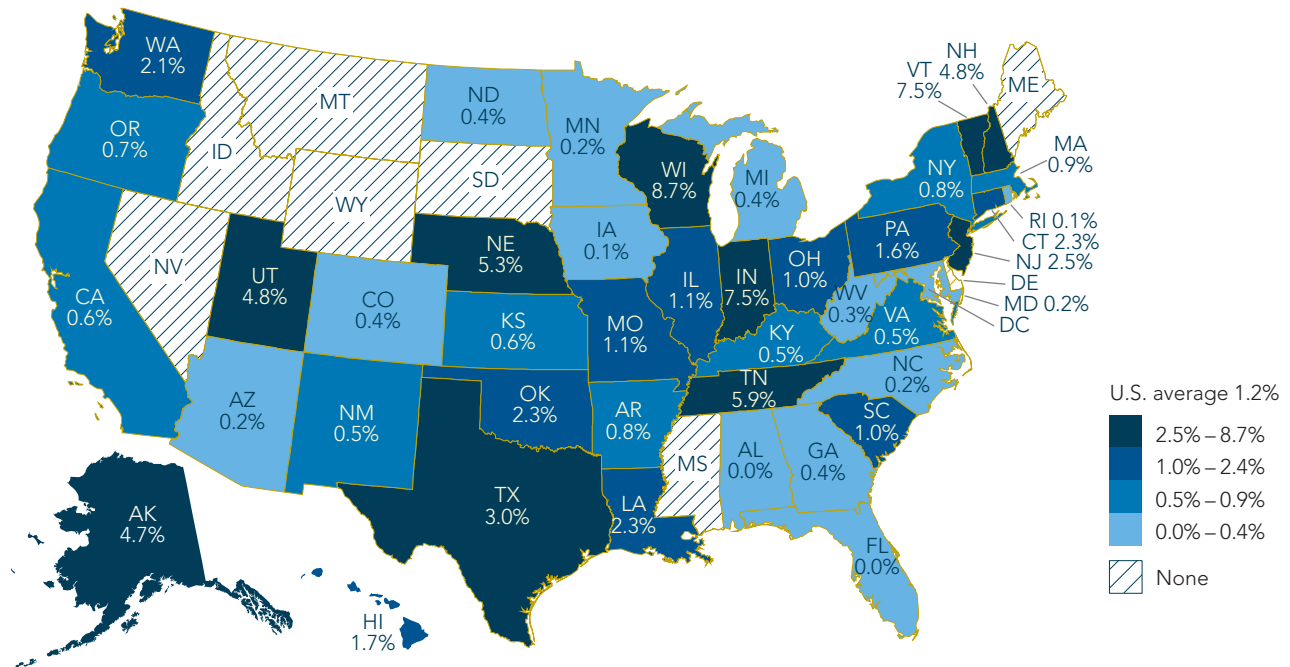 WA
2.1%
OR
0.7%
CA
0.6%
ID
NV
MT
WY
UT
4.8%
AZ
0.2%
CO
0.4%
NM
0.5%
ND
0.4%
SD
NE
5.3%
KS
0.6%
OK
2.3%
TX
3.0%
MN
0.2%
IA
0.1%
MO
1.1%
AR
0.8%
LA
2.3%
WI
8.7%
IL
1.1%
MI
0.4%
IN
7.5%
OH
1.0%
KY
0.5%
TN
5.9%
MS
AL
0.0%
GA
0.4%
FL
0.0%
SC
1.0%
NC
0.2%
VA
0.5%
WV
0.3%
PA
1.6%
NY
0.8%
VT
7.5%
NH
4.8%
ME
MA
0.9%
RI 0.1%
CT 2.3%
NJ 2.5%
DE
MD 0.2%
DC
AK
4.7%
HI
1.7%
U.S. average 1.2%
2.5% – 8.7%
1.0% – 2.4%
0.5% – 0.9%
0.0% – 0.4%
None